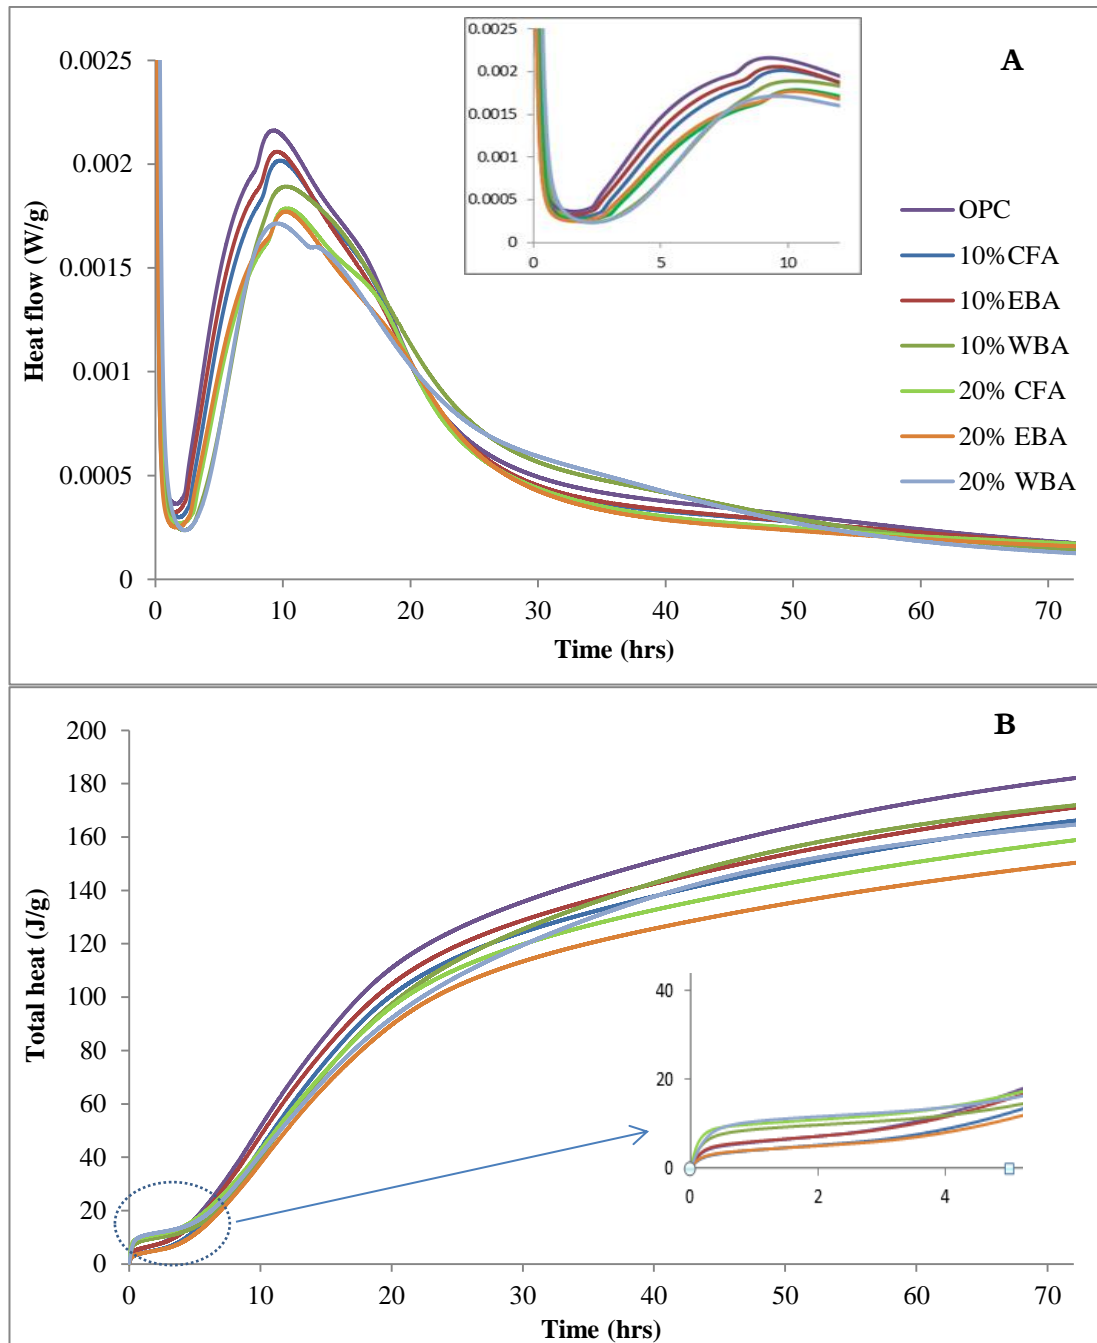 A
0.0025
0.002
0.0015
0.001
0.0005
0
Heat flow (W/g)
0 10 20 30 40 50 60 70
Time (hrs)
0.0025
0.002
0.0015
0.001
0.0005
0
0 5 10
OPC
10%CFA
10%EBA
10%WBA
20% CFA
20% EBA
20% WBA
B
200
180
160
140
120
100
80
60
40
20
0
Total heat (J/g)
0 10 20 30 40 50 60 70
Time (hrs)
40
20
0
0 2 4